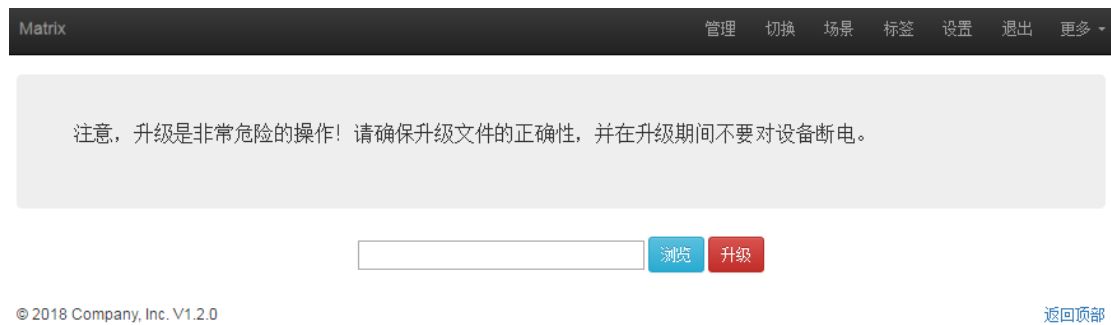 Matrix 管理 切换 场景 标签 设置 退出 更多
注意，升级是非常危险的操作！请确保升级文件的正确性，并在升级期间不要对设备断电。
浏览 升级
© 2018 Company, Inc. V1.2.0 返回顶部